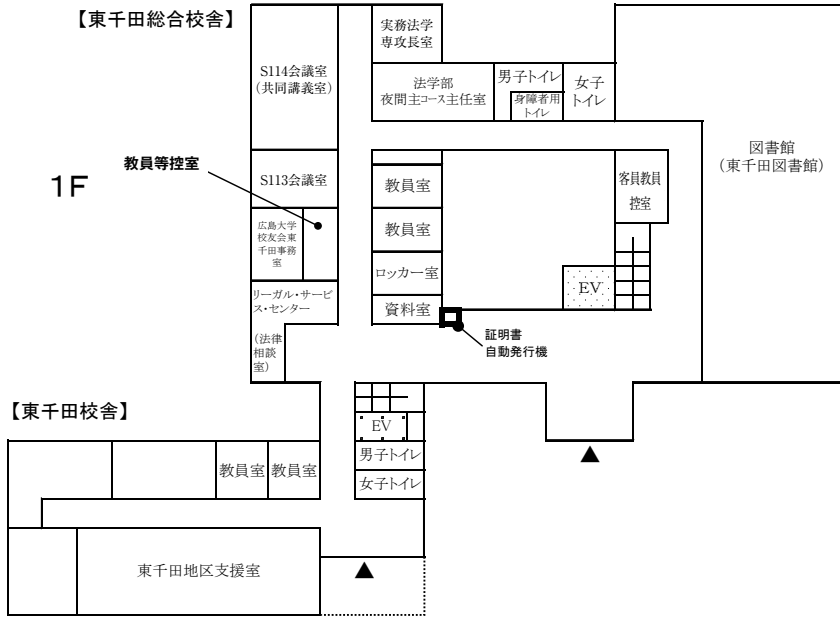 【東千田総合校舎】
実務法学
専攻長室
S114会議室
(共同講義室)
法学部
夜間主コース主任室
男子トイレ
身障者用
トイレ
女子
トイレ
図書館
(東千田図書館)
1F
教員等控室
S113会議室
教員室
客員教員
控室
広島大学
校友会東
千田事務
室
教員室
ロッカー室
EV
リーガル・サービ
ス・センター
資料室
(法律
相談
室)
証明書
自動発行機
【東千田校舎】
EV
男子トイレ
教員室
教員室
女子トイレ
東千田地区支援室